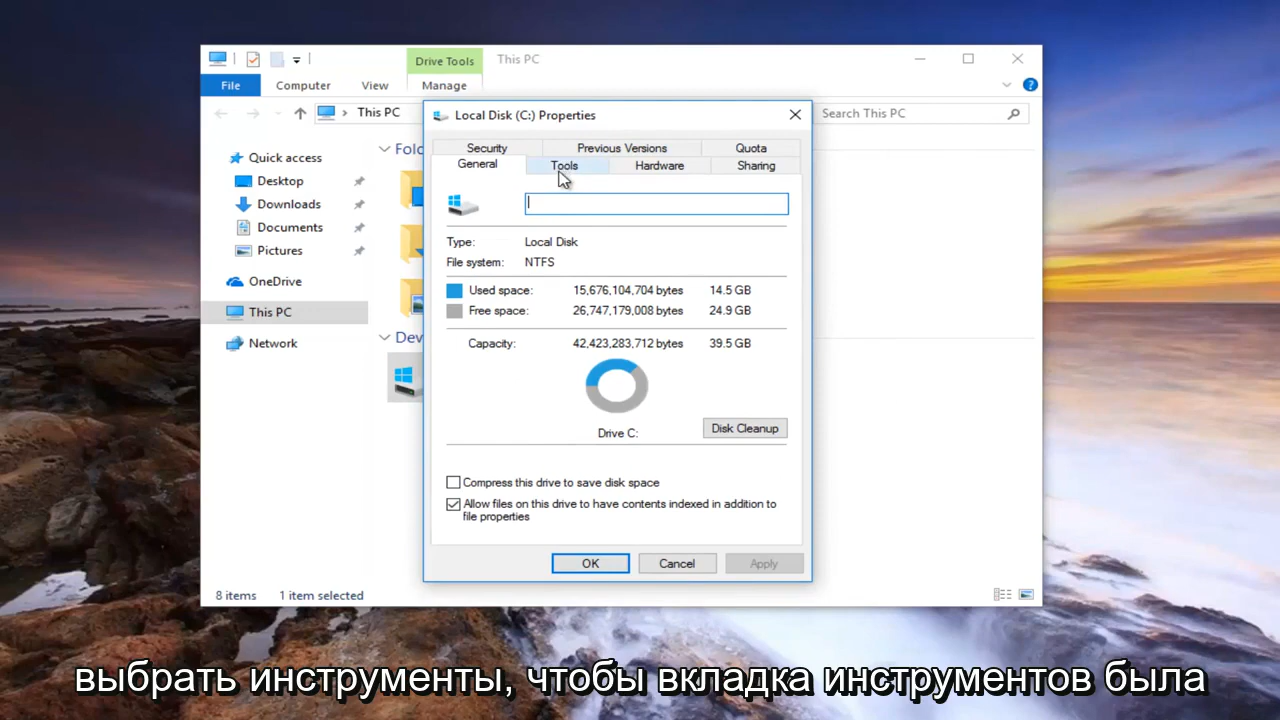 Drive Tools
This PC
File
Computer
View
Manage
This PC
Search This PC
Quick access
Desktop
Downloads
Documents
Pictures
OneDrive
This PC
Network
Fol
Dev
Local Disk (C:) Properties
Security
Previous Versions
Quota
General
Tools
Hardware
Sharing
Type: Local Disk
File system: NTFS
Used space: 15,676,104,704 bytes 14.5 GB
Free space: 26,747,179,008 bytes 24.9 GB
Capacity: 42,423,283,712 bytes 39.5 GB
Drive C:
Disk Cleanup
Compress this drive to save disk space
Allow files on this drive to have contents indexed in addition to
file properties
OK
Cancel
Apply
8 items
1 item selected
выбрать инструменты, чтобы вкладка инструментов была